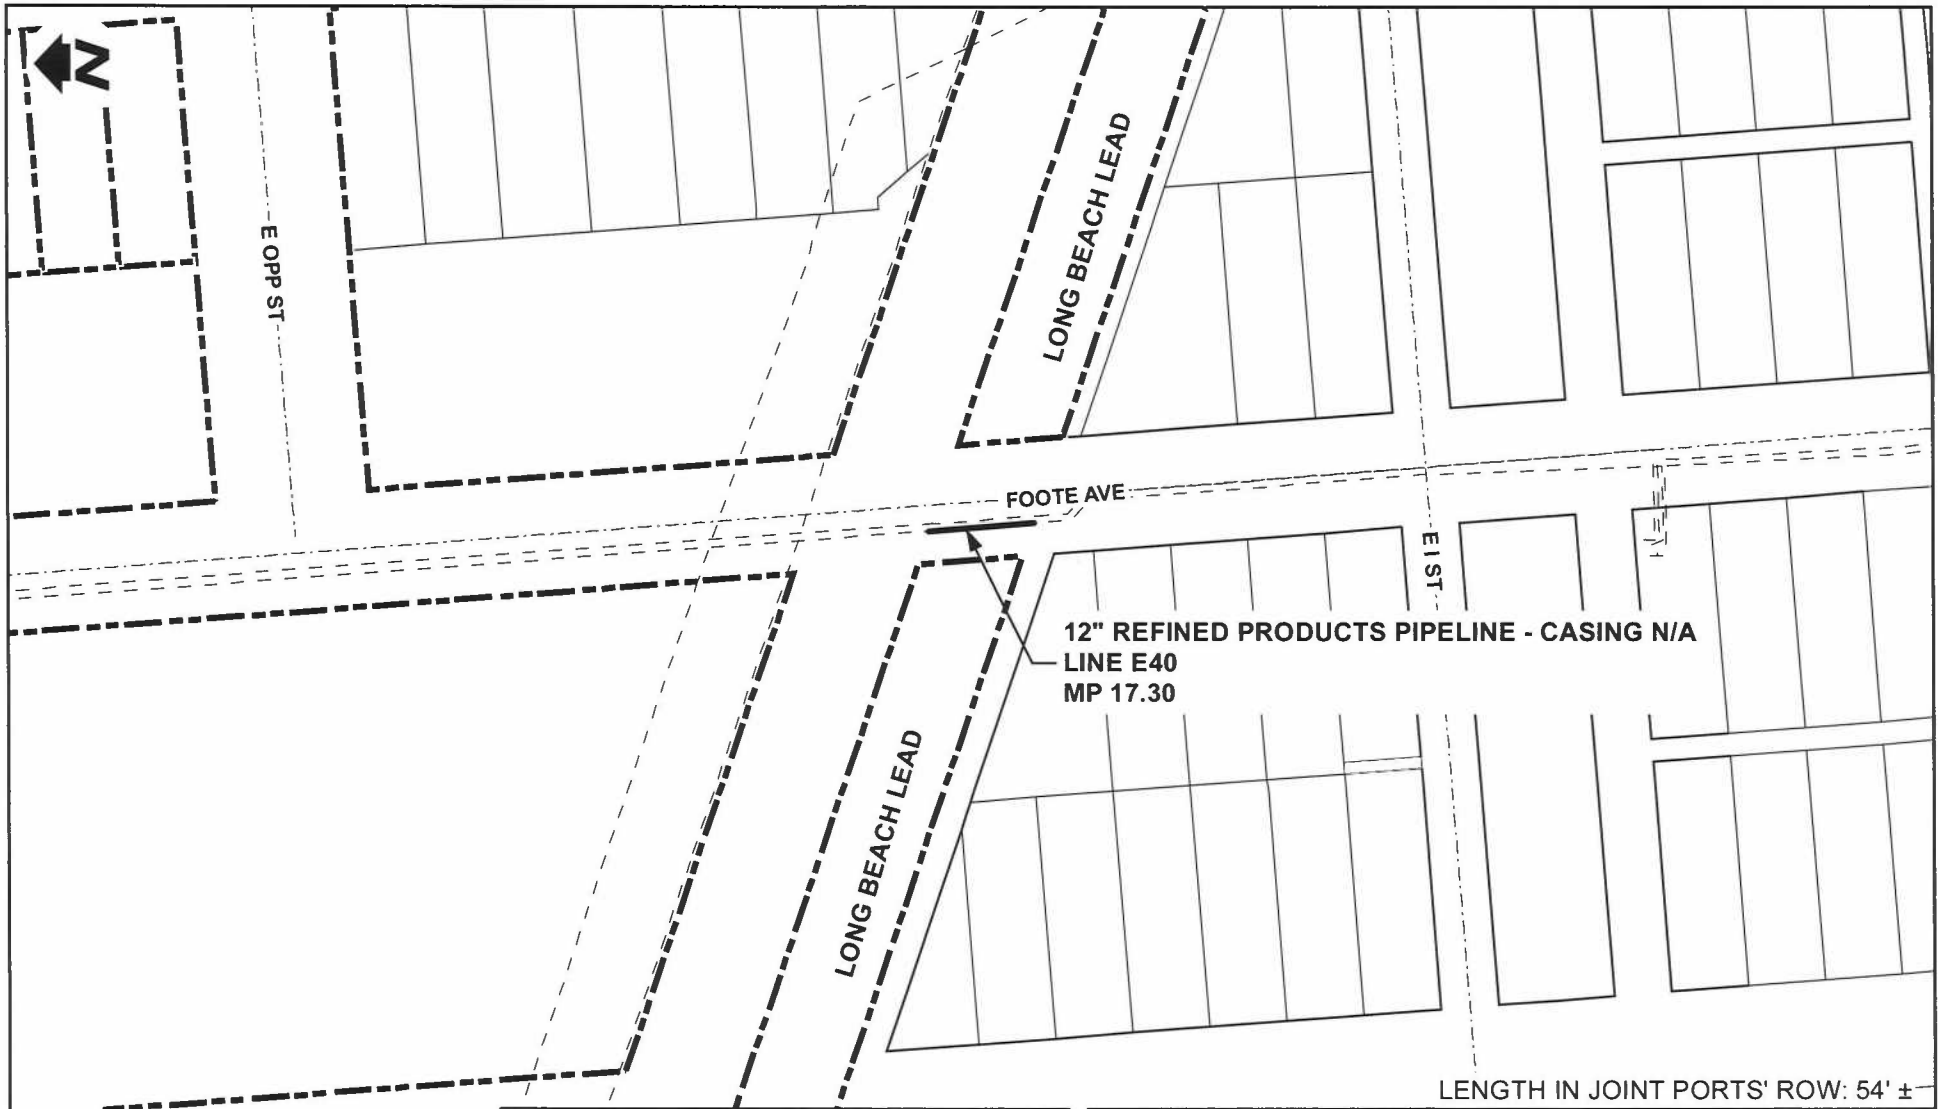 N
E OPP ST
LONG BEACH LEAD
FOOTE AVE
E I ST
12" REFINED PRODUCTS PIPELINE - CASING N/A
LINE E40
MP 17.30
LONG BEACH LEAD
LENGTH IN JOINT PORTS' ROW: 54' ±